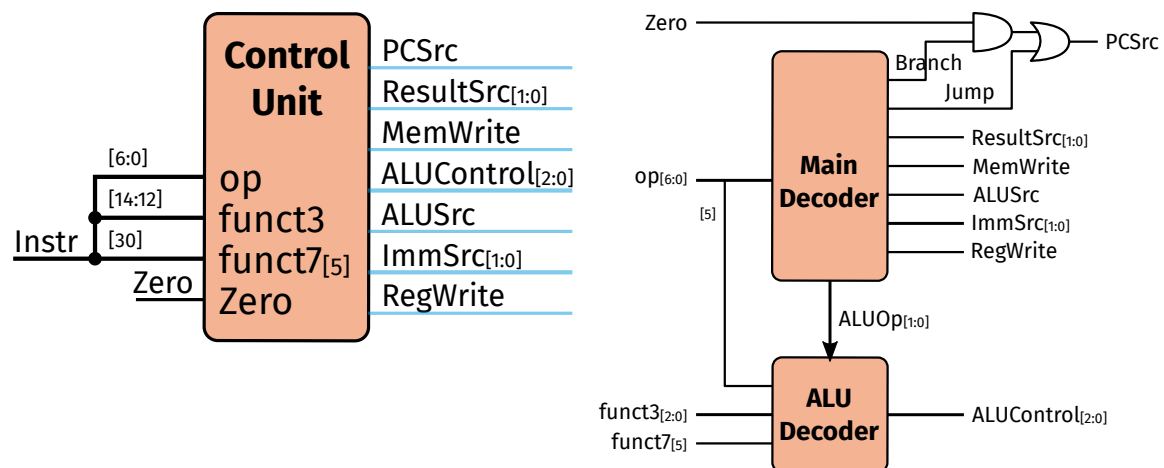 Control
Unit
PCSrc
ResultSrc[1:0]
MemWrite
ALUControl[2:0]
ALUSrc
ImmSrc[1:0]
RegWrite
[6:0]
op
[14:12]
funct3
Instr
[30]
funct7[5]
Zero
Zero
Zero
PCSrc
Branch
Jump
ResultSrc[1:0]
MemWrite
ALUSrc
ImmSrc[1:0]
RegWrite
Main
Decoder
op[6:0]
[5]
ALUOp[1:0]
ALU
Decoder
funct3[2:0]
funct7[5]
ALUControl[2:0]